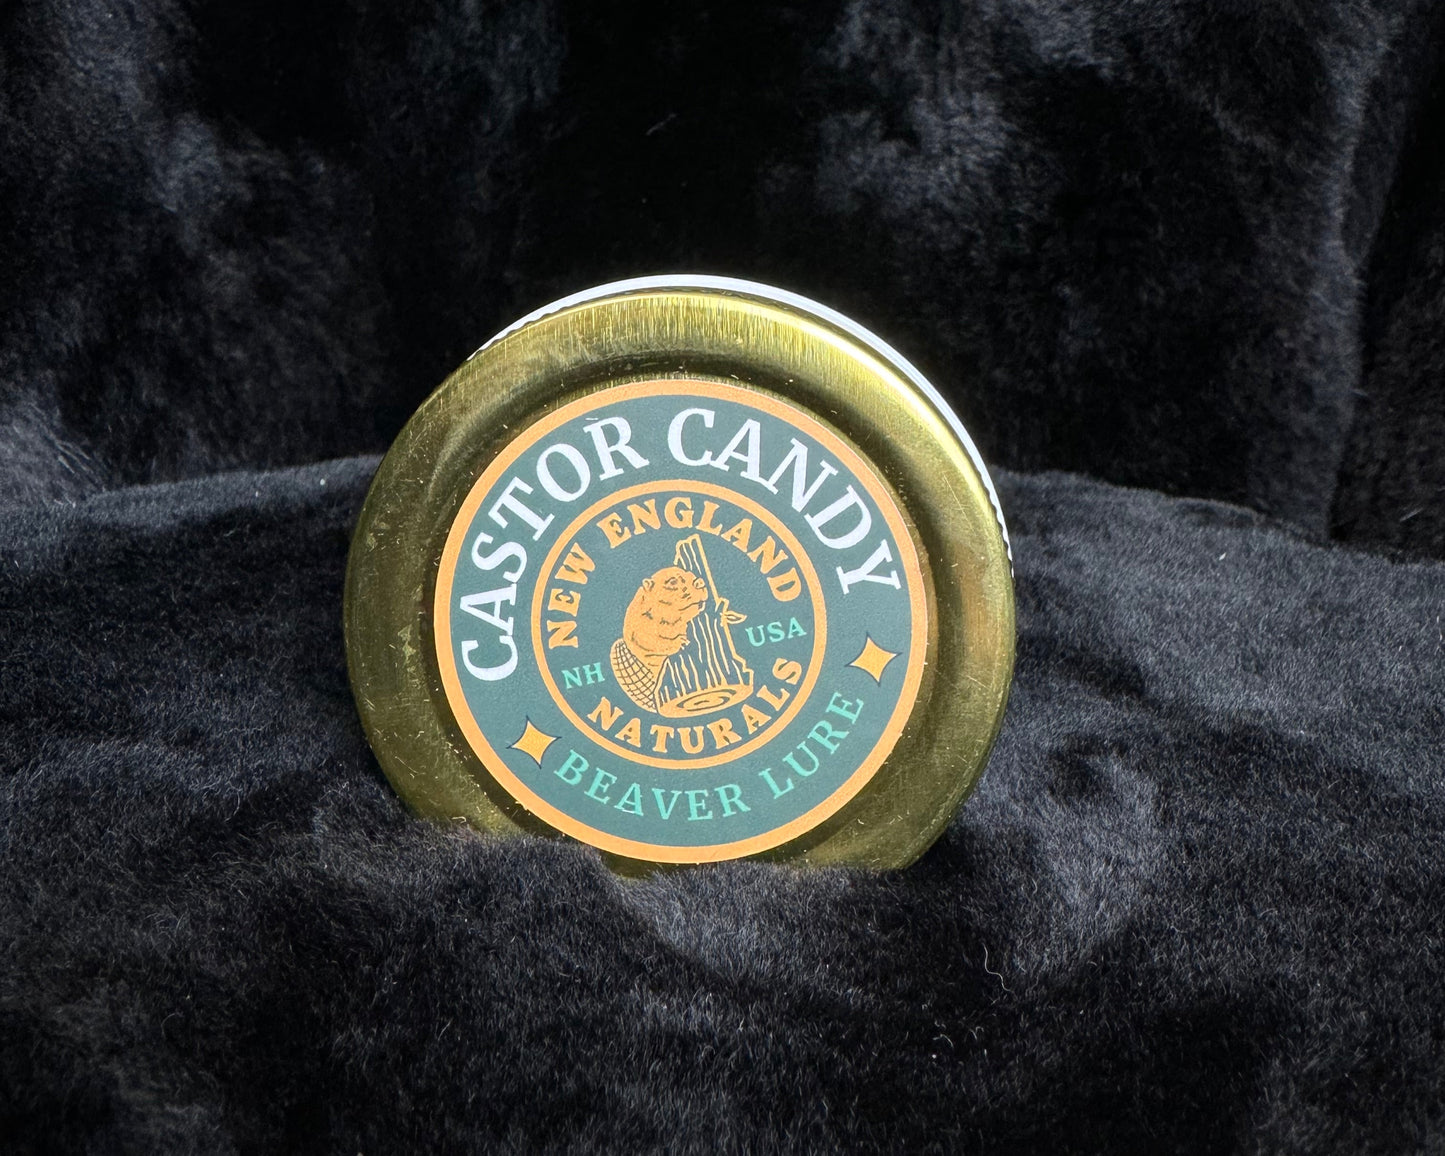 CASTOR CANDY
NEW ENGLAND
NH
USA
NATURALS
BEAVER LURE